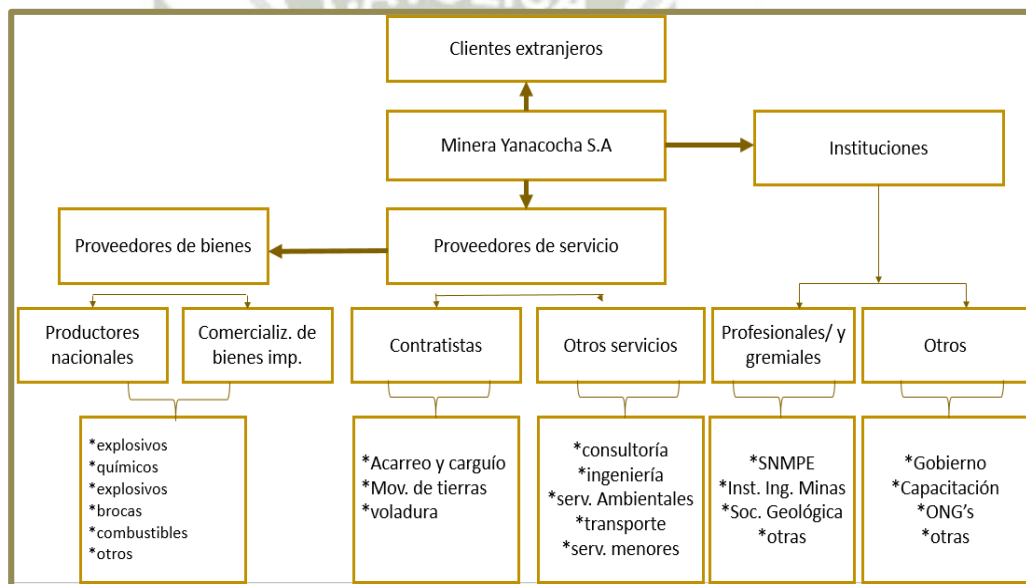 Clientes extranjeros
Minera Yanacocha S.A
Instituciones
Proveedores de bienes
Proveedores de servicio
Productores
nacionales
Comercializ. de
bienes imp.
Contratistas
Otros servicios
Profesionales/ y
gremiales
Otros
*explosivos
*químicos
*explosivos
*brocas
*combustibles
*otros
*Acarreo y carguío
*Mov. de tierras
*voladura
*consultoría
*ingeniería
*serv. Ambientales
*transporte
*serv. menores
*SNMPE
*Inst. Ing. Minas
*Soc. Geológica
*otras
*Gobierno
*Capacitación
*ONG's
*otras